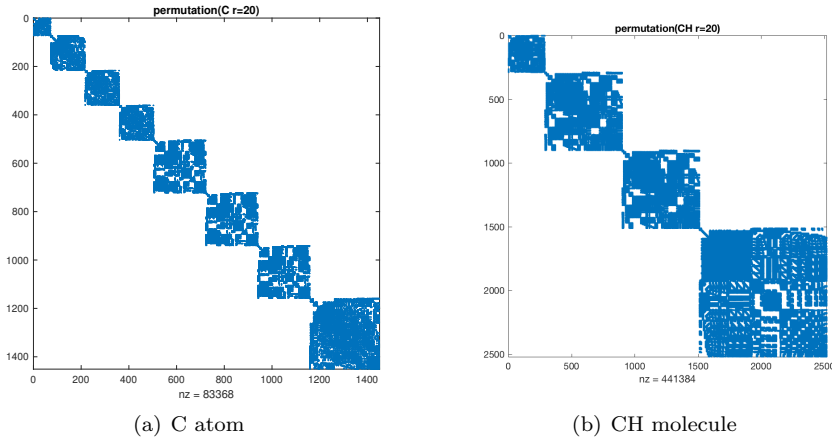 permutation(C r=20)
0
200
400
600
800
1000
1200
1400
0 200 400 600 800 1000 1200 1400
nz = 83368
(a) C atom
permutation(CH r=20)
0
500
1000
1500
2000
2500
0 500 1000 1500 2000 2500
nz = 441384
(b) CH molecule